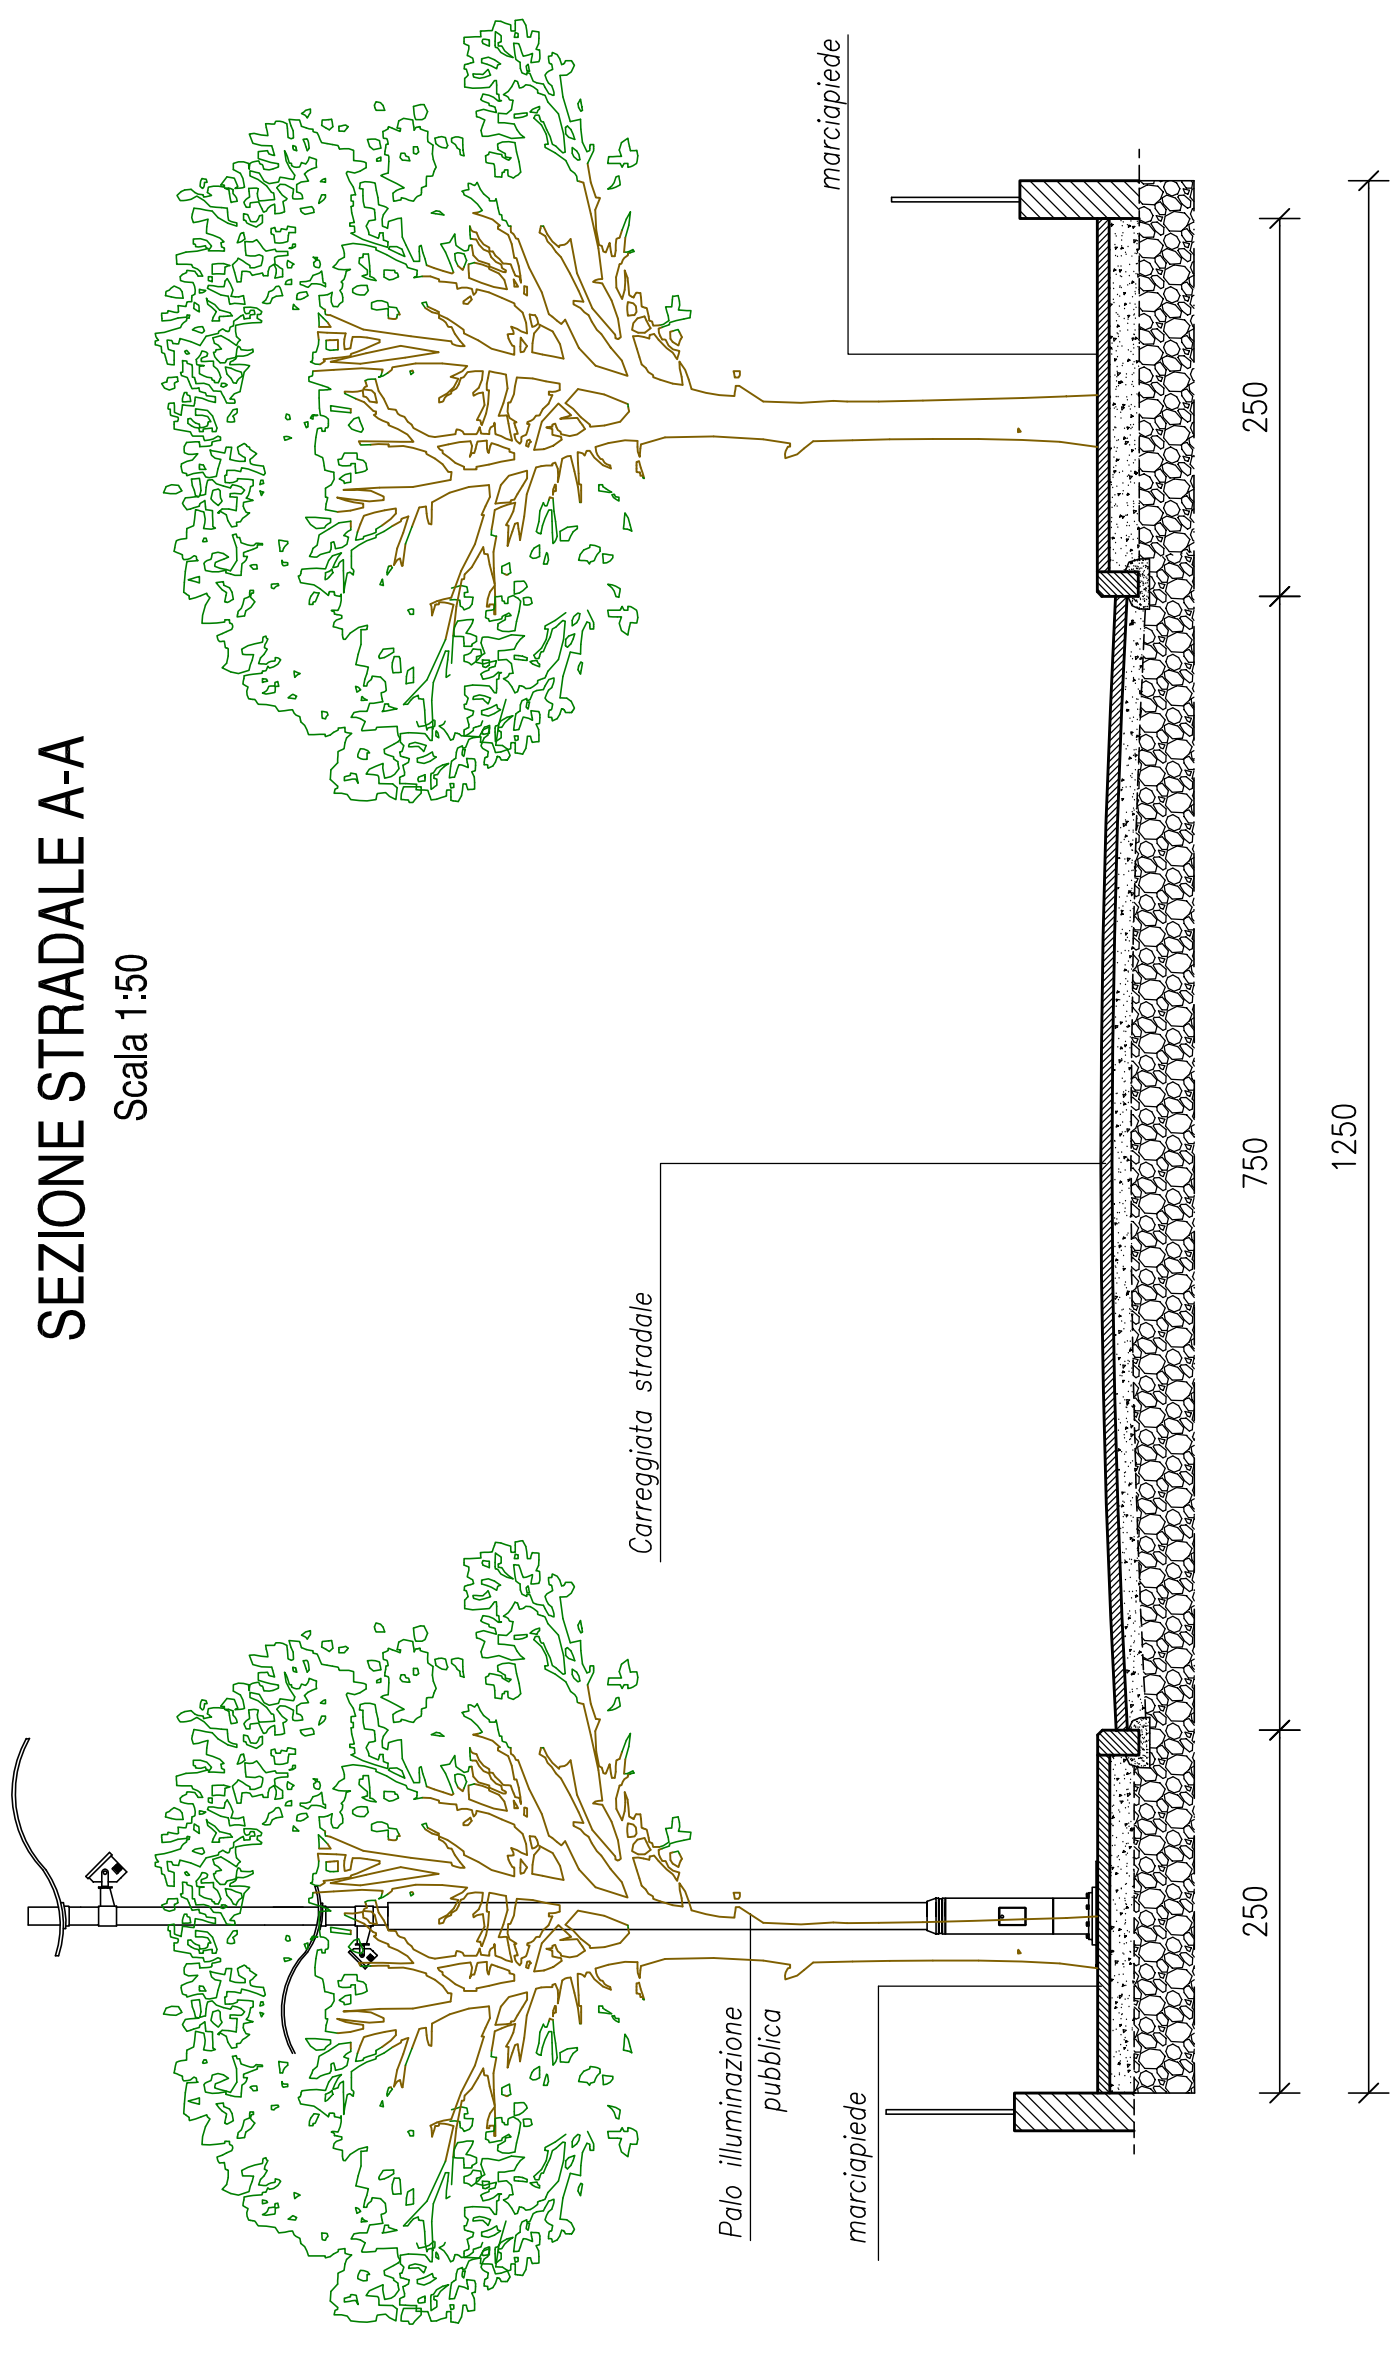 SEZIONE STRADALE A-A
Scala 1:50
Carreggiata stradale
Palo illuminazione
pubblica
marciapiede
marciapiede
250
750
250
1250